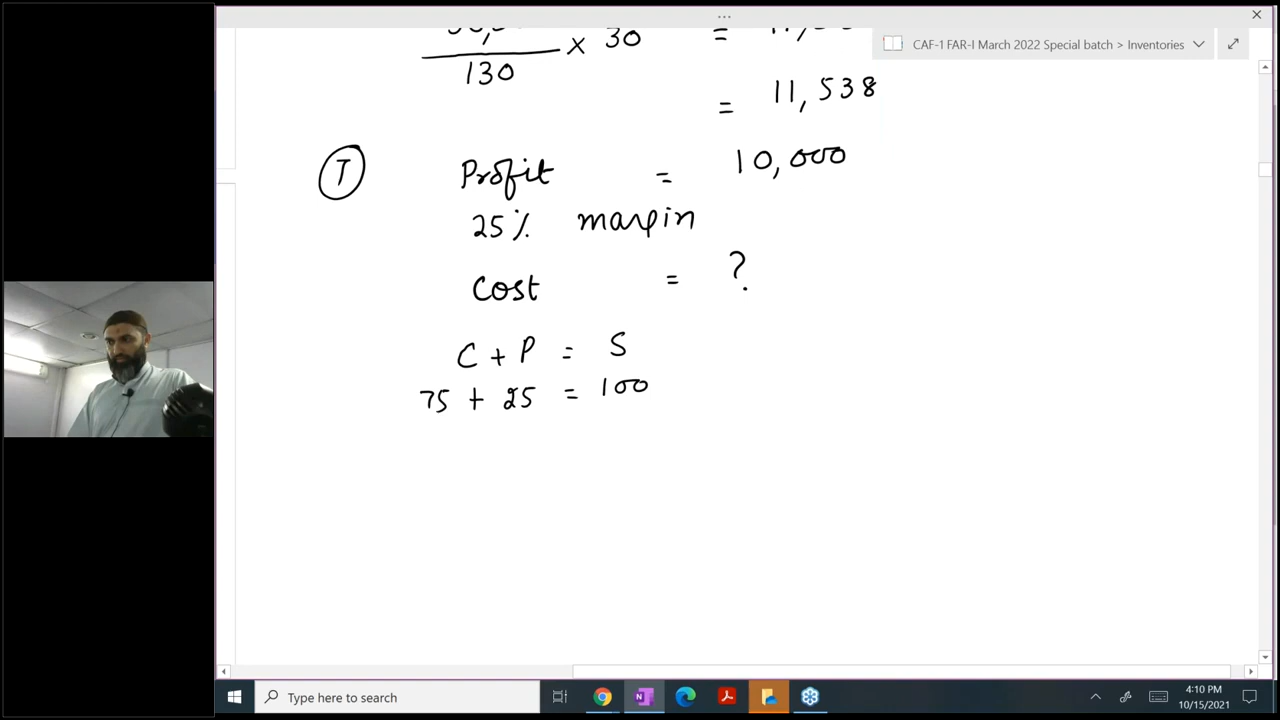 CAF-1 FAR-I March 2022 Special batch > Inventories
130 × 30 =
= 11,538
7 Profit = 10,000
25% margin
Cost = ?
C + P = S
75 + 25 = 100
Type here to search
4:10 PM
10/15/2021